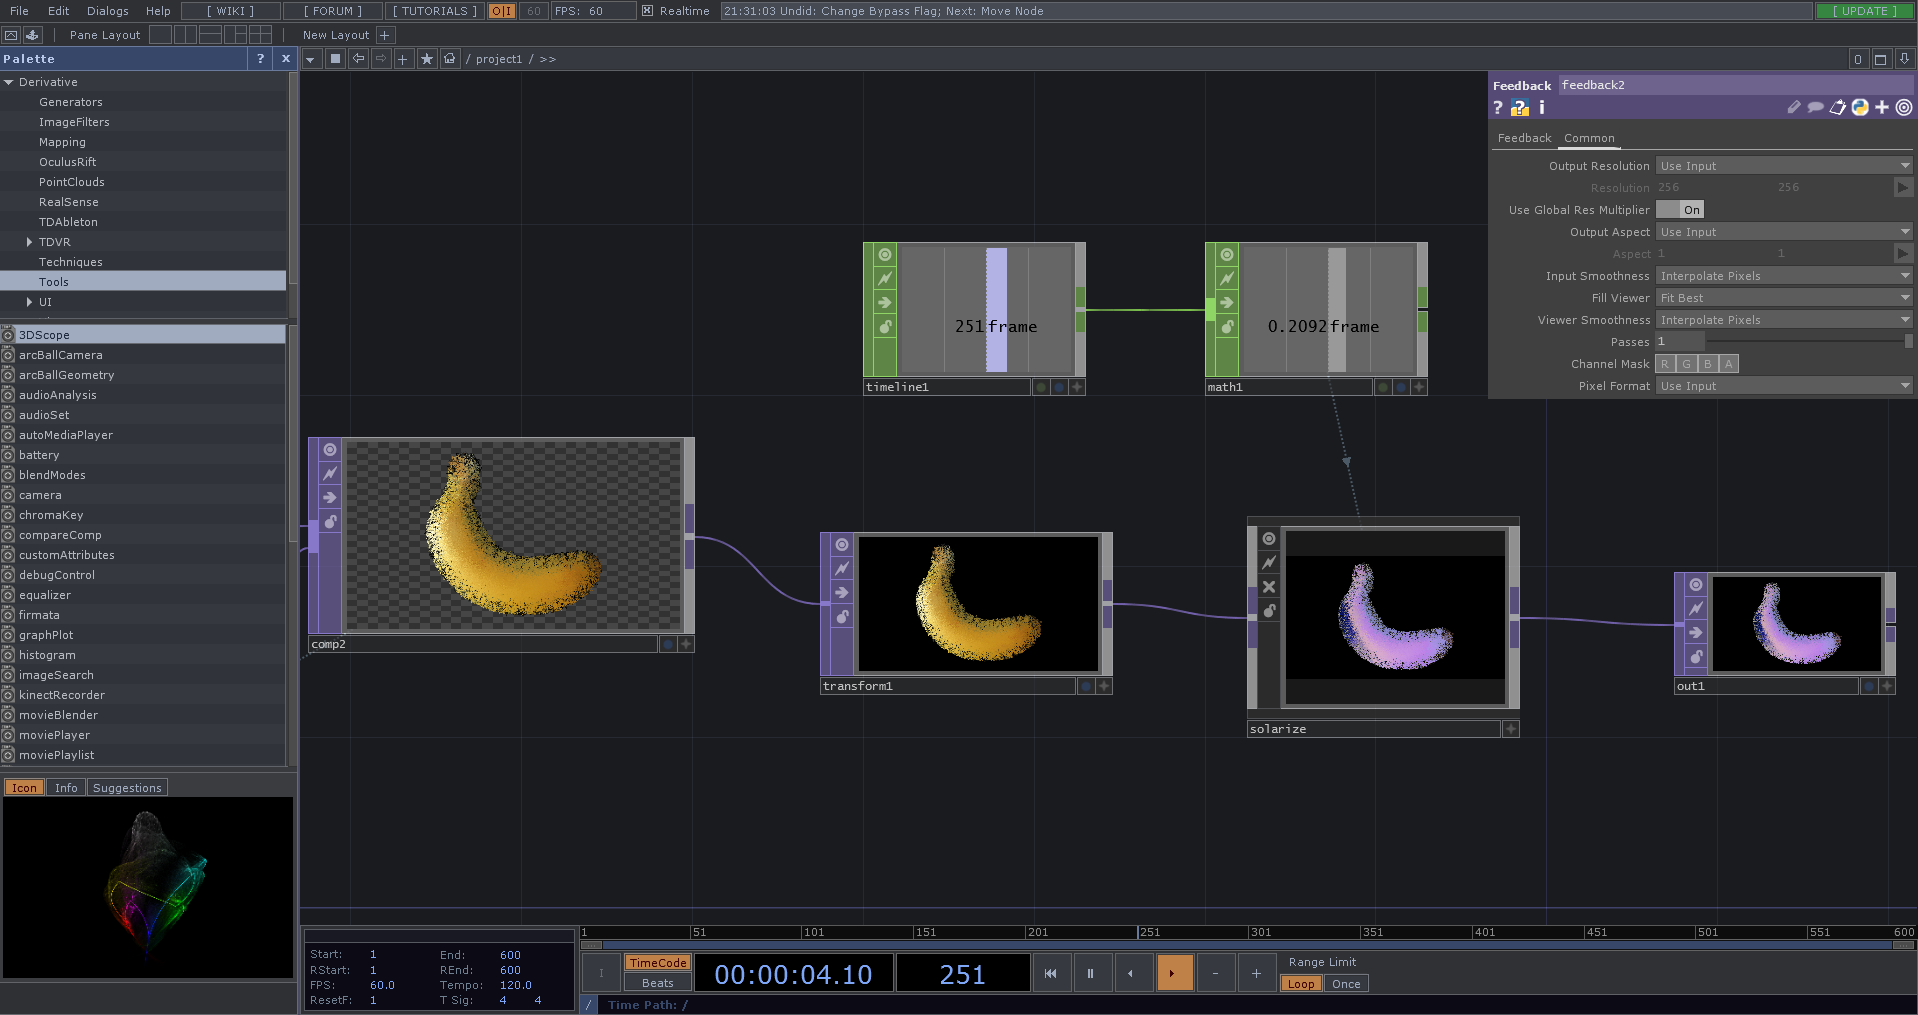 File Edit Dialogs Help [ WIKI ] [ FORUM ] [ TUTORIALS ] O|I 60 FPS: 60 Realtime 21:31:03 Undid: Change Bypass Flag; Next: Move Node [ UPDATE ]
Pane Layout New Layout +
Palette ? x / project1 / >> 0
Derivative
Generators
ImageFilters
Mapping
OculusRift
PointClouds
RealSense
TDAbleton
TDVR
Techniques
Tools
UI
3DScope
arcBallCamera
arcBallGeometry
audioAnalysis
audioSet
autoMediaPlayer
battery
blendModes
camera
chromaKey
compareComp
customAttributes
debugControl
equalizer
firmata
graphPlot
histogram
imageSearch
kinectRecorder
movieBlender
moviePlayer
moviePlaylist
Icon Info Suggestions
251 frame
timeline1
0.2092 frame
math1
comp2
transform1
solarize
out1
Feedback feedback2
? ? i
Feedback Common
Output Resolution Use Input
Resolution 256 256
Use Global Res Multiplier On
Output Aspect Use Input
Aspect 1 1
Input Smoothness Interpolate Pixels
Fill Viewer Fit Best
Viewer Smoothness Interpolate Pixels
Passes 1
Channel Mask R G B A
Pixel Format Use Input
Start: 1 End: 600
RStart: 1 REnd: 600
FPS: 60.0 Tempo: 120.0
ResetF: 1 T Sig: 4 4
1 51 101 151 201 251 301 351 401 451 501 551 600
I TimeCode Beats 00:00:04.10 251 - + Range Limit
Loop Once
/ Time Path: /